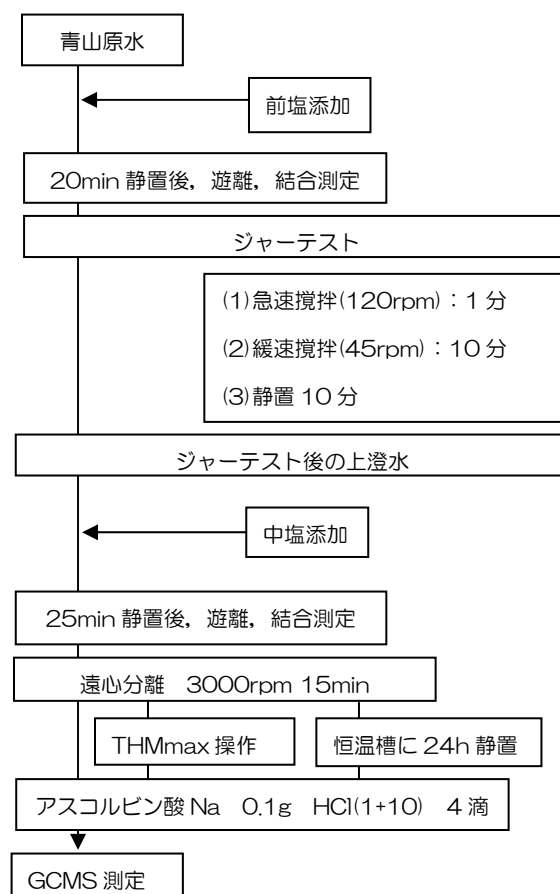 青山原水
前塩添加
20min 静置後，遊離，結合測定
ジャーテスト
(1)急速撹拌(120rpm)：1分
(2)緩速撹拌(45rpm)：10分
(3)静置10分
ジャーテスト後の上澄水
中塩添加
25min 静置後，遊離，結合測定
遠心分離　3000rpm 15min
THMmax 操作
恒温槽に 24h 静置
アスコルビン酸 Na　0.1g　HCl(1+10)　4滴
GCMS 測定